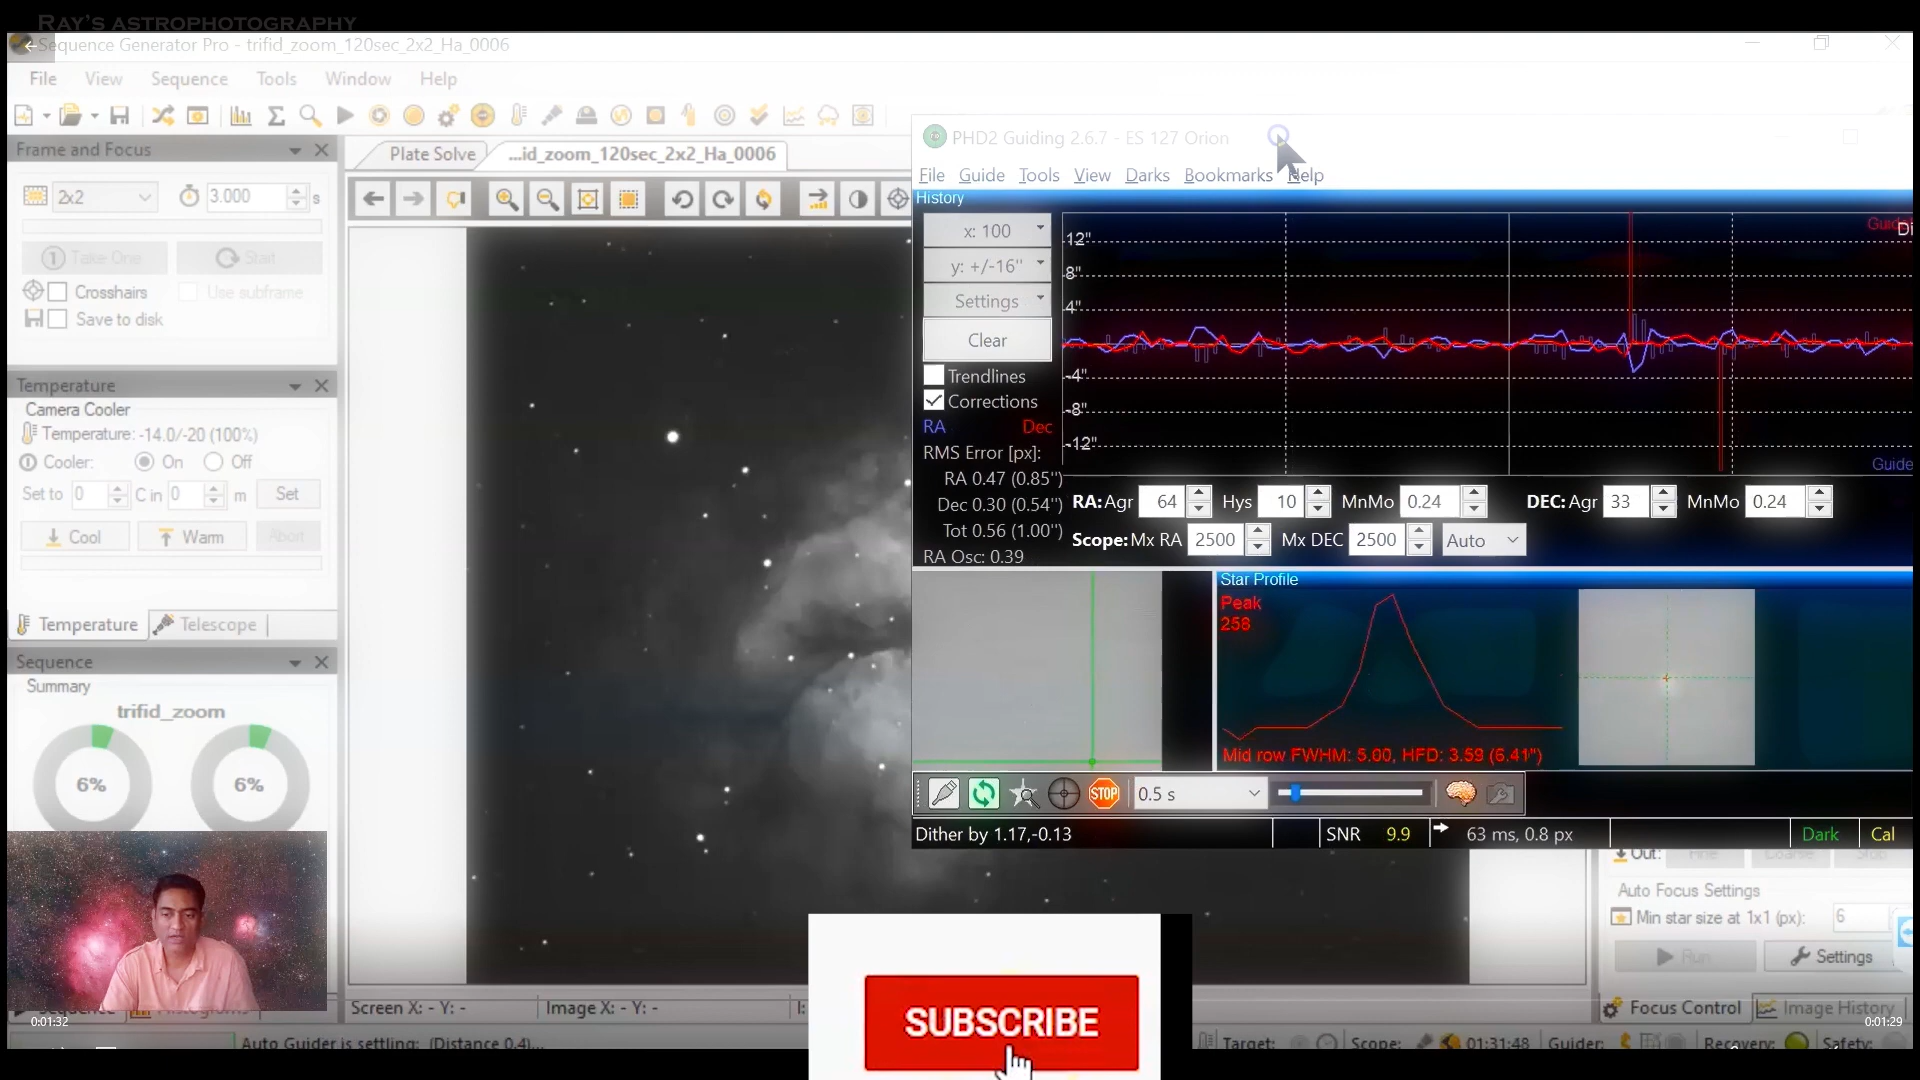 RAY'S ASTROPHOTOGRAPHY
Sequence Generator Pro - trifid_zoom_120sec_2x2_Ha_0006
File View Sequence Tools Window Help
Frame and Focus
2x2 3.000 s
Take One Start
Crosshairs Use subframe
Save to disk
Temperature
Camera Cooler
Temperature: -14.0/-20 (100%)
Cooler: On Off
Set to 0 C in 0 m Set
Cool Warm Abort
Temperature Telescope
Sequence
Summary
trifid_zoom
6% 6%
Plate Solve ...id_zoom_120sec_2x2_Ha_0006
PHD2 Guiding 2.6.7 - ES 127 Orion
File Guide Tools View Darks Bookmarks Help
History
x: 100
y: +/-16"
Settings
Clear
Trendlines
Corrections
RA Dec
RMS Error [px]:
RA 0.47 (0.85")
Dec 0.30 (0.54")
Tot 0.56 (1.00")
RA Osc: 0.39
12"
8"
4"
-4"
-8"
-12"
Guide
RA: Agr 64 Hys 10 MnMo 0.24 DEC: Agr 33 MnMo 0.24
Scope: Mx RA 2500 Mx DEC 2500 Auto
Star Profile
Peak
258
Mid row FWHM: 5.00, HFD: 3.59 (6.41")
STOP 0.5 s
Dither by 1.17,-0.13 SNR 9.9 63 ms, 0.8 px Dark Cal
Out: Fine Coarse Stop
Auto Focus Settings
Min star size at 1x1 (px): 6
Run Settings
Focus Control Image History
Screen X: - Y: - Image X: - Y: - I:
SUBSCRIBE
0:01:32
0:01:29
Auto Guider is settling: (Distance 0.4)...
Target: Scope: 01:31:48 Guider: Recovery: Safety: